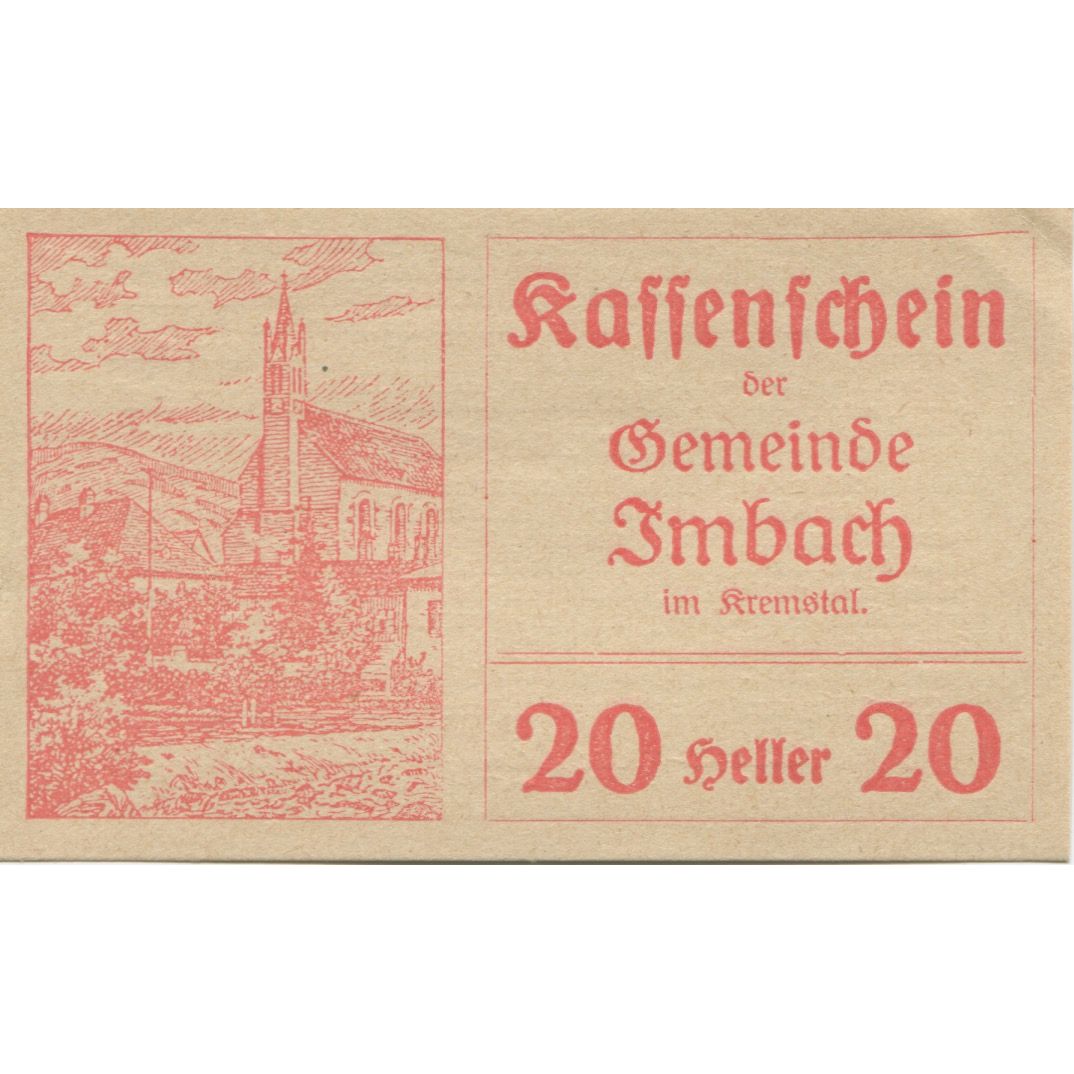 Kassenschein
der
Gemeinde
Imbach
im Kremstal.
20 Heller 20